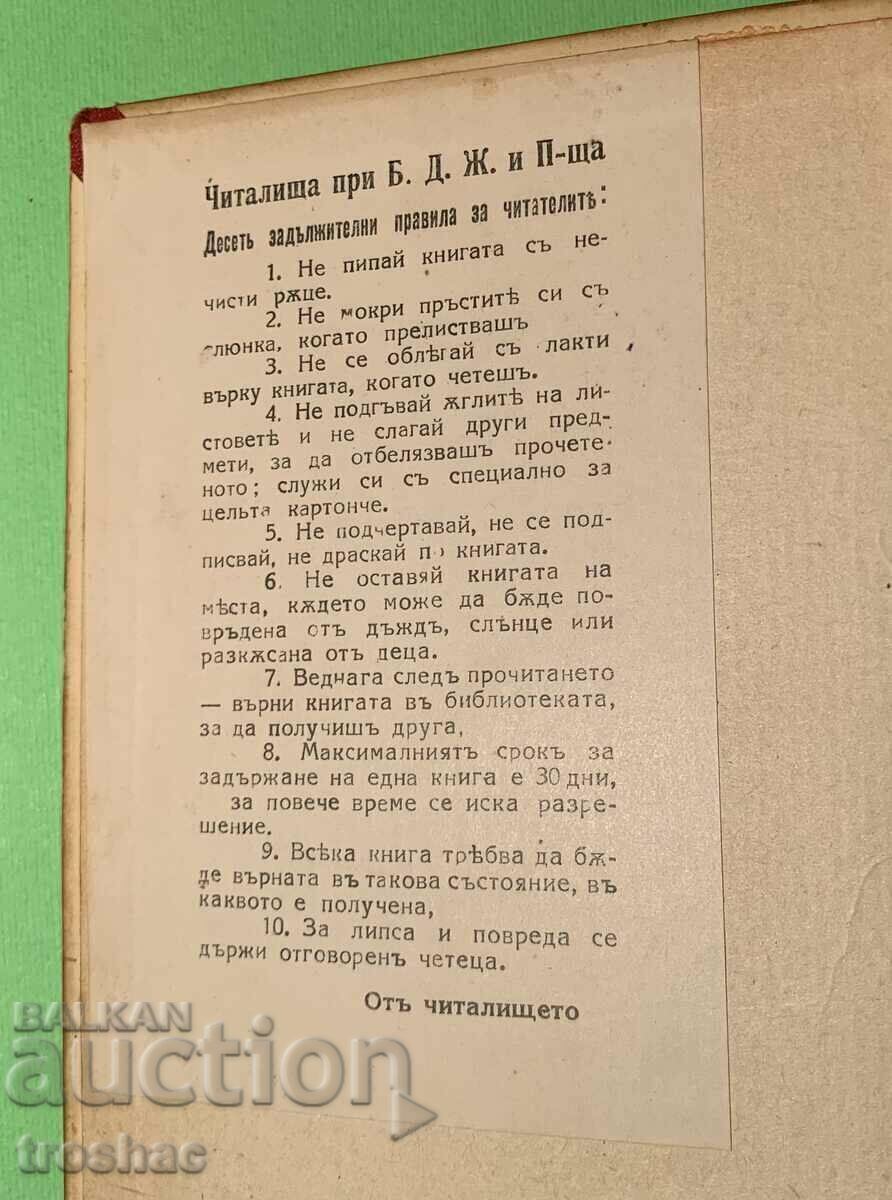 Читалища при Б. Д. Ж. и П-ща
Десеть задължителни правила за читателитѣ:
1. Не пипай книгата съ не-
чисти рѫце.
2. Не мокри пръститѣ си съ
люнка, когато прелиствашъ
3. Не се облѣгай съ лакти
върку книгата, когато четешъ.
4. Не подгъвай ѫглитѣ на ли-
стоветѣ и не слагай други пред-
мети, за да отбелязвашъ прочете-
ното; служи си съ специално за
цельта картонче.
5. Не подчертавай, не се под-
писвай, не драскай по книгата.
6. Не оставяй книгата на
мѣста, кѫдето може да бѫде по-
врѣдена отъ дъждъ, слънце или
разкѫсана отъ деца.
7. Веднага следъ прочитането
— върни книгата въ библиотеката,
за да получишъ друга,
8. Максималниятъ срокъ за
задържане на една книга е 30 дни,
за повече време се иска разре-
шение.
9. Всѣка книга трѣбва да бѫ-
де върната въ такова състояние, въ
каквото е получена,
10. За липса и повреда се
държи отговоренъ четеца.
Отъ читалището
BALKAN
auction
troshac